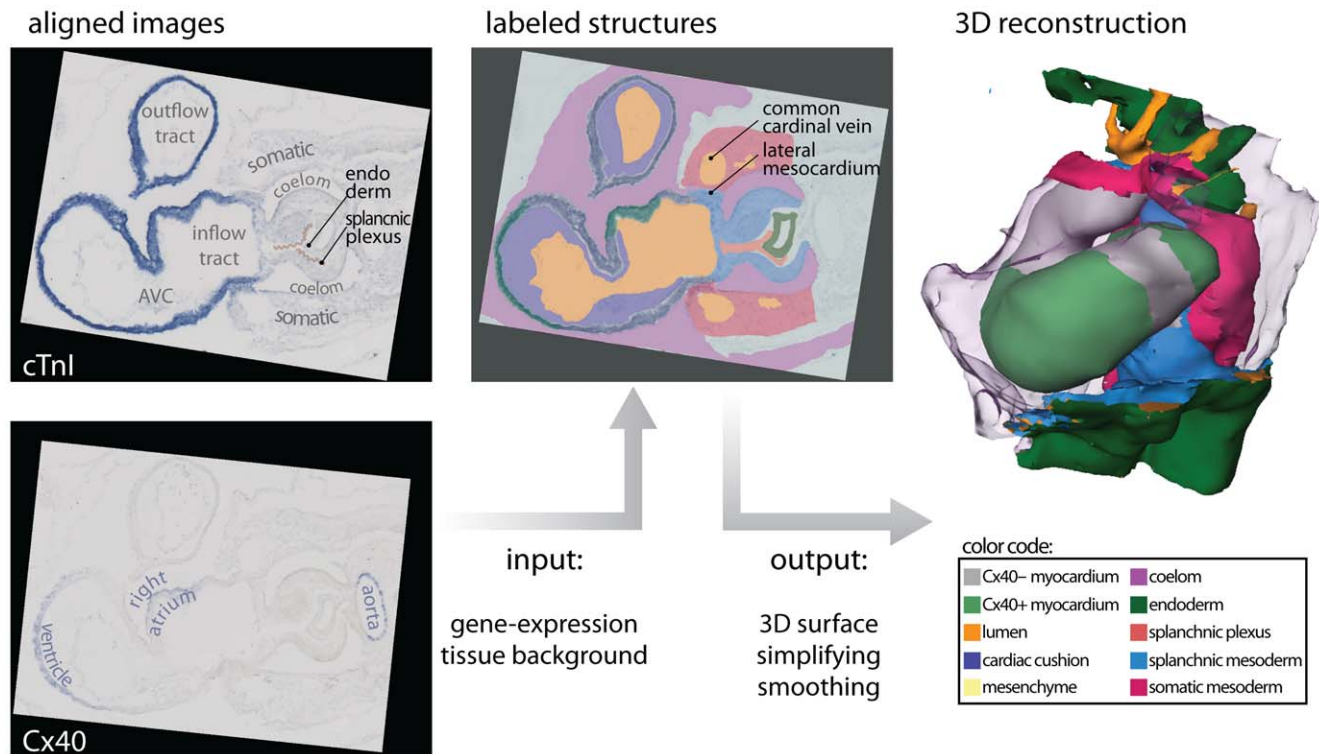 aligned images
labeled structures
3D reconstruction
outflow
tract
somatic
coelom
endo
derm
splancnic
plexus
inflow
tract
AVC
coelom
somatic
cTnI
common
cardinal vein
lateral
mesocardium
right
atrium
ventricle
aorta
Cx40
input:
gene-expression
tissue background
output:
3D surface
simplifying
smoothing
color code:
Cx40– myocardium
Cx40+ myocardium
lumen
cardiac cushion
mesenchyme
coelom
endoderm
splanchnic plexus
splanchnic mesoderm
somatic mesoderm